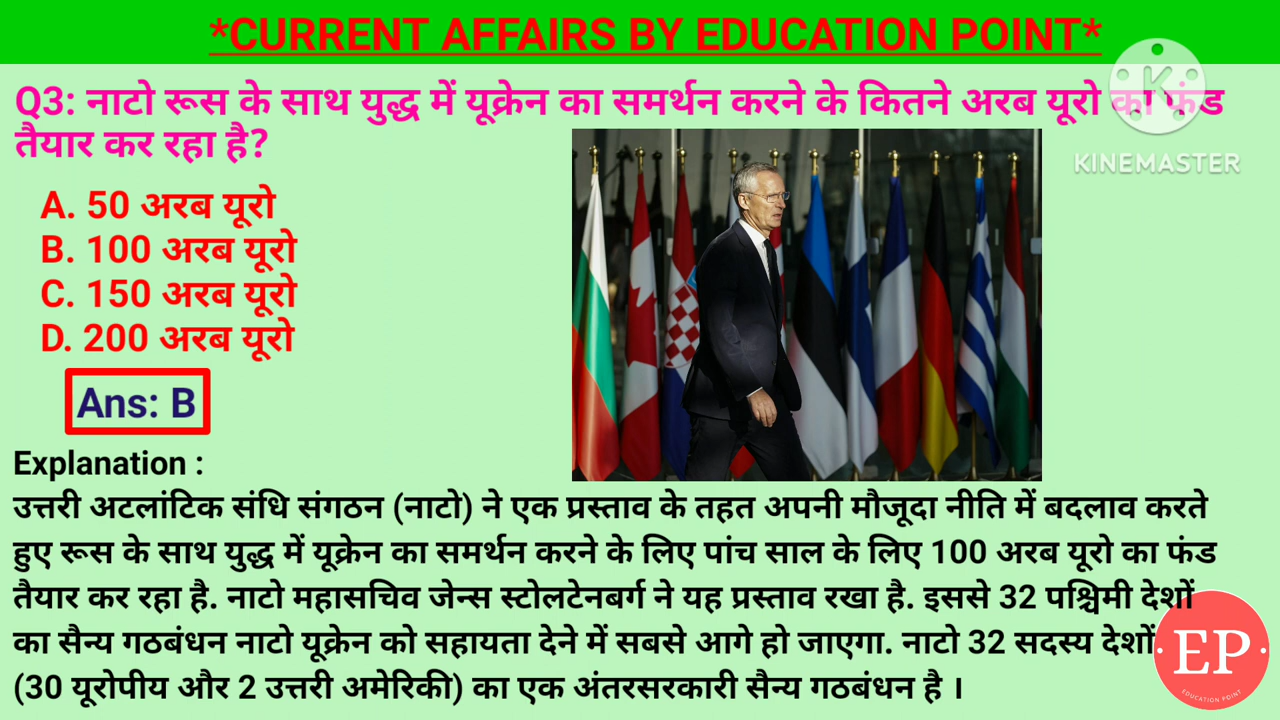 *CURRENT AFFAIRS BY EDUCATION POINT*
Q3: नाटो रूस के साथ युद्ध में यूक्रेन का समर्थन करने के कितने अरब यूरो का फंड
तैयार कर रहा है?
KINEMASTER
A. 50 अरब यूरो
B. 100 अरब यूरो
C. 150 अरब यूरो
D. 200 अरब यूरो
Ans: B
Explanation :
उत्तरी अटलांटिक संधि संगठन (नाटो) ने एक प्रस्ताव के तहत अपनी मौजूदा नीति में बदलाव करते
हुए रूस के साथ युद्ध में यूक्रेन का समर्थन करने के लिए पांच साल के लिए 100 अरब यूरो का फंड
तैयार कर रहा है. नाटो महासचिव जेन्स स्टोलटेनबर्ग ने यह प्रस्ताव रखा है. इससे 32 पश्चिमी देशों
का सैन्य गठबंधन नाटो यूक्रेन को सहायता देने में सबसे आगे हो जाएगा. नाटो 32 सदस्य देशों
(30 यूरोपीय और 2 उत्तरी अमेरिकी) का एक अंतरसरकारी सैन्य गठबंधन है ।
EP
EDUCATION POINT